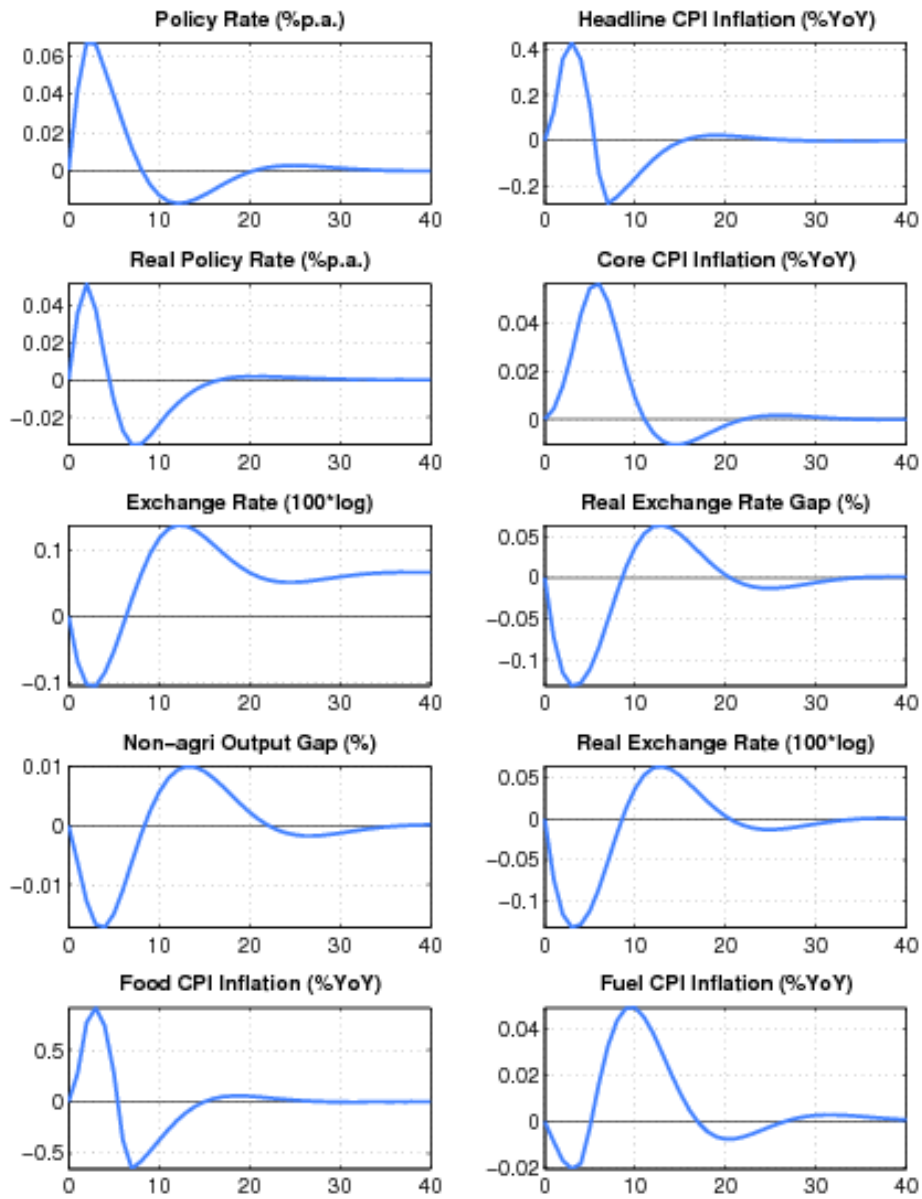 Policy Rate (%p.a.)
0.06
0.04
0.02
0
0 10 20 30 40
Headline CPI Inflation (%YoY)
0.4
0.2
0
−0.2
0 10 20 30 40
Real Policy Rate (%p.a.)
0.04
0.02
0
−0.02
0 10 20 30 40
Core CPI Inflation (%YoY)
0.04
0.02
0
0 10 20 30 40
Exchange Rate (100*log)
0.1
0
−0.1
0 10 20 30 40
Real Exchange Rate Gap (%)
0.05
0
−0.05
−0.1
0 10 20 30 40
Non−agri Output Gap (%)
0.01
0
−0.01
0 10 20 30 40
Real Exchange Rate (100*log)
0.05
0
−0.05
−0.1
0 10 20 30 40
Food CPI Inflation (%YoY)
0.5
0
−0.5
0 10 20 30 40
Fuel CPI Inflation (%YoY)
0.04
0.02
0
−0.02
0 10 20 30 40